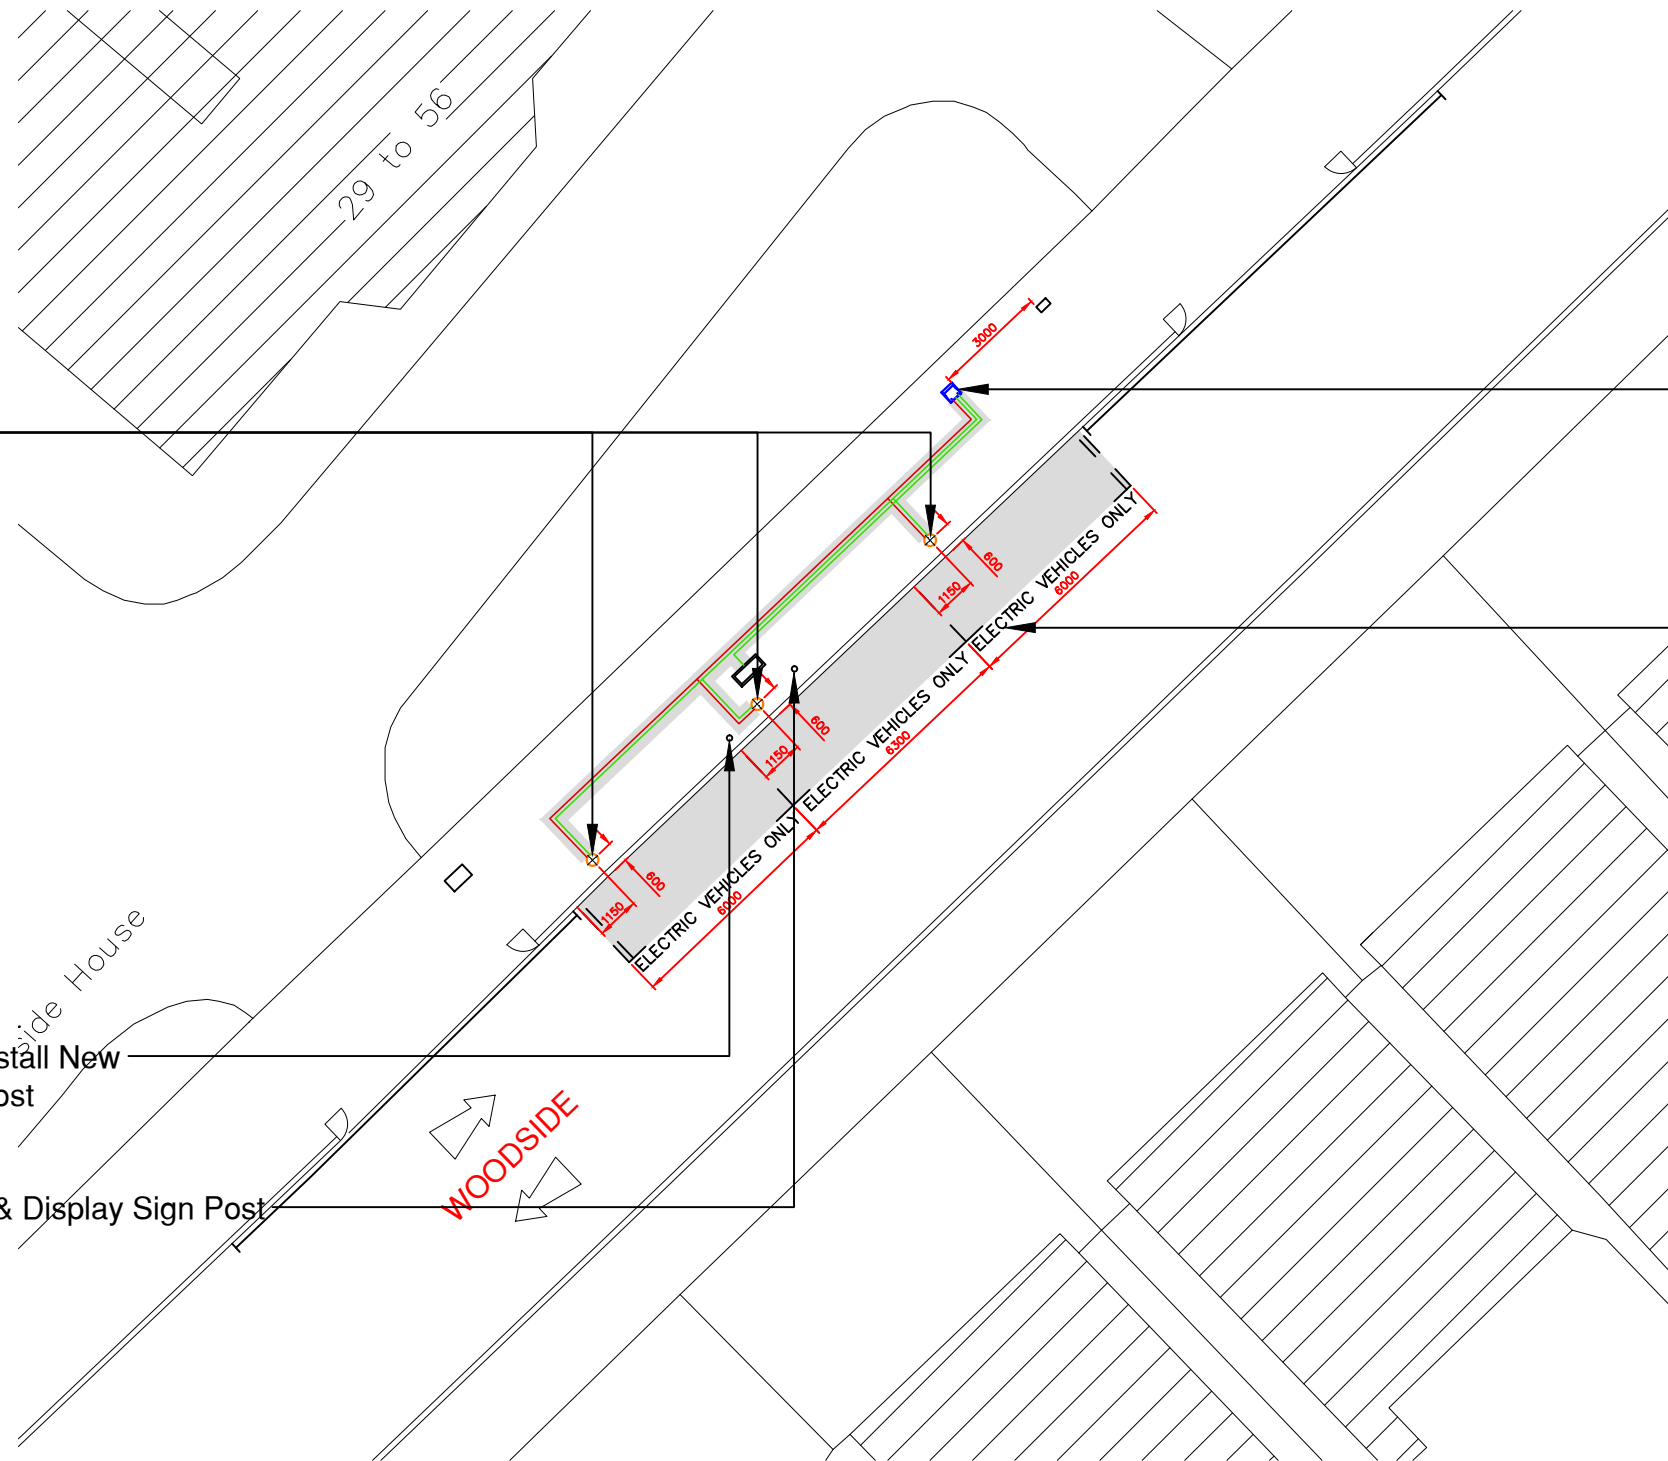 29 to 56
3000
ELECTRIC VEHICLES ONLY
6000
600
1150
ELECTRIC VEHICLES ONLY
6300
600
1150
ELECTRIC VEHICLES ONLY
6000
600
1150
side House
stall New
ost
WOODSIDE
& Display Sign Post